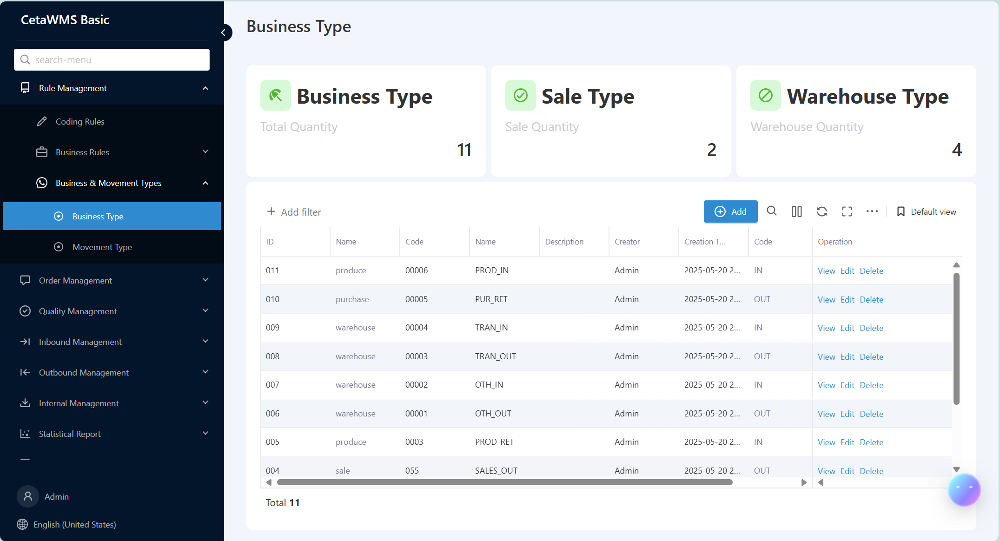 CetaWMS Basic
search-menu
Rule Management
Coding Rules
Business Rules
Business & Movement Types
Business Type
Movement Type
Order Management
Quality Management
Inbound Management
Outbound Management
Internal Management
Statistical Report
Admin
English (United States)
Business Type
Business Type
Total Quantity
11
Sale Type
Sale Quantity
2
Warehouse Type
Warehouse Quantity
4
Add filter
Add
Default view
ID Name Code Name Description Creator Creation T... Code Operation
011 produce 00006 PROD_IN Admin 2025-05-20 2... IN View Edit Delete
010 purchase 00005 PUR_RET Admin 2025-05-20 2... OUT View Edit Delete
009 warehouse 00004 TRAN_IN Admin 2025-05-20 2... IN View Edit Delete
008 warehouse 00003 TRAN_OUT Admin 2025-05-20 2... OUT View Edit Delete
007 warehouse 00002 OTH_IN Admin 2025-05-20 2... IN View Edit Delete
006 warehouse 00001 OTH_OUT Admin 2025-05-20 2... OUT View Edit Delete
005 produce 0003 PROD_RET Admin 2025-05-20 2... IN View Edit Delete
004 sale 055 SALES_OUT Admin 2025-05-20 2... OUT View Edit Delete
Total 11